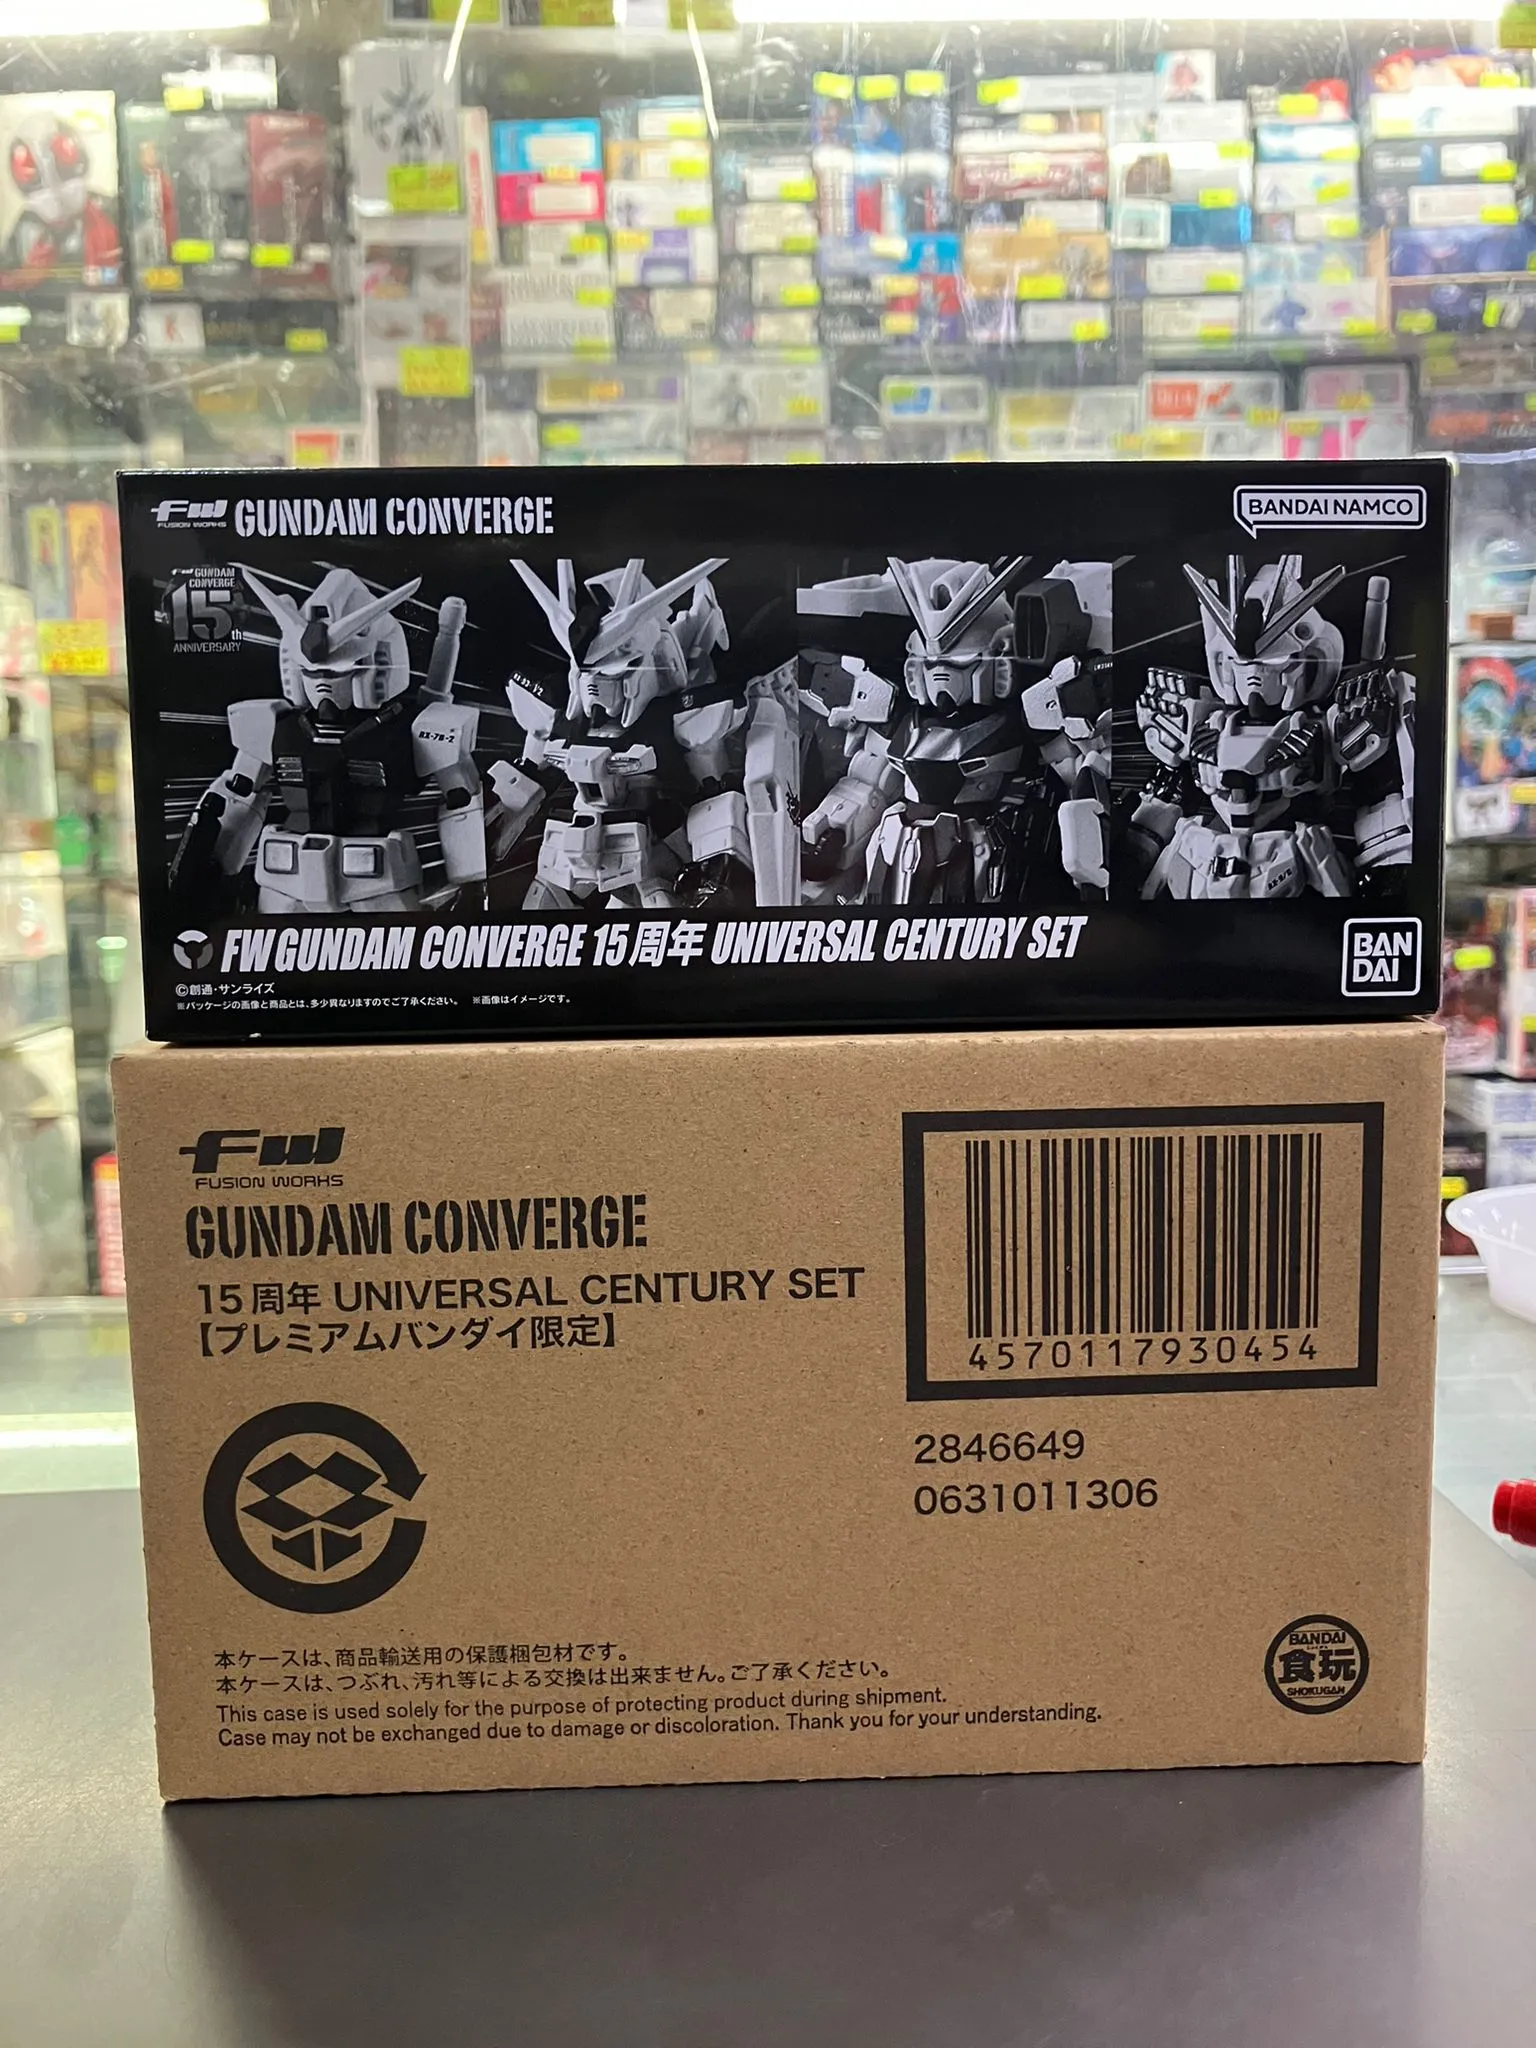 FW GUNDAM CONVERGE
FUSION WORKS
BANDAI NAMCO
FW GUNDAM
CONVERGE
15th
ANNIVERSARY
RX-78-2
FW GUNDAM CONVERGE 15周年 UNIVERSAL CENTURY SET
©創通・サンライズ
※パッケージの画像と商品とは、多少異なりますのでご了承ください。 ※画像はイメージです。
BAN
DAI
FW
FUSION WORKS
GUNDAM CONVERGE
15周年 UNIVERSAL CENTURY SET
【プレミアムバンダイ限定】
4570117930454
2846649
0631011306
本ケースは、商品輸送用の保護梱包材です。
本ケースは、つぶれ、汚れ等による交換は出来ません。ご了承ください。
This case is used solely for the purpose of protecting product during shipment.
Case may not be exchanged due to damage or discoloration. Thank you for your understanding.
BANDAI
食玩
SHOKUGAN